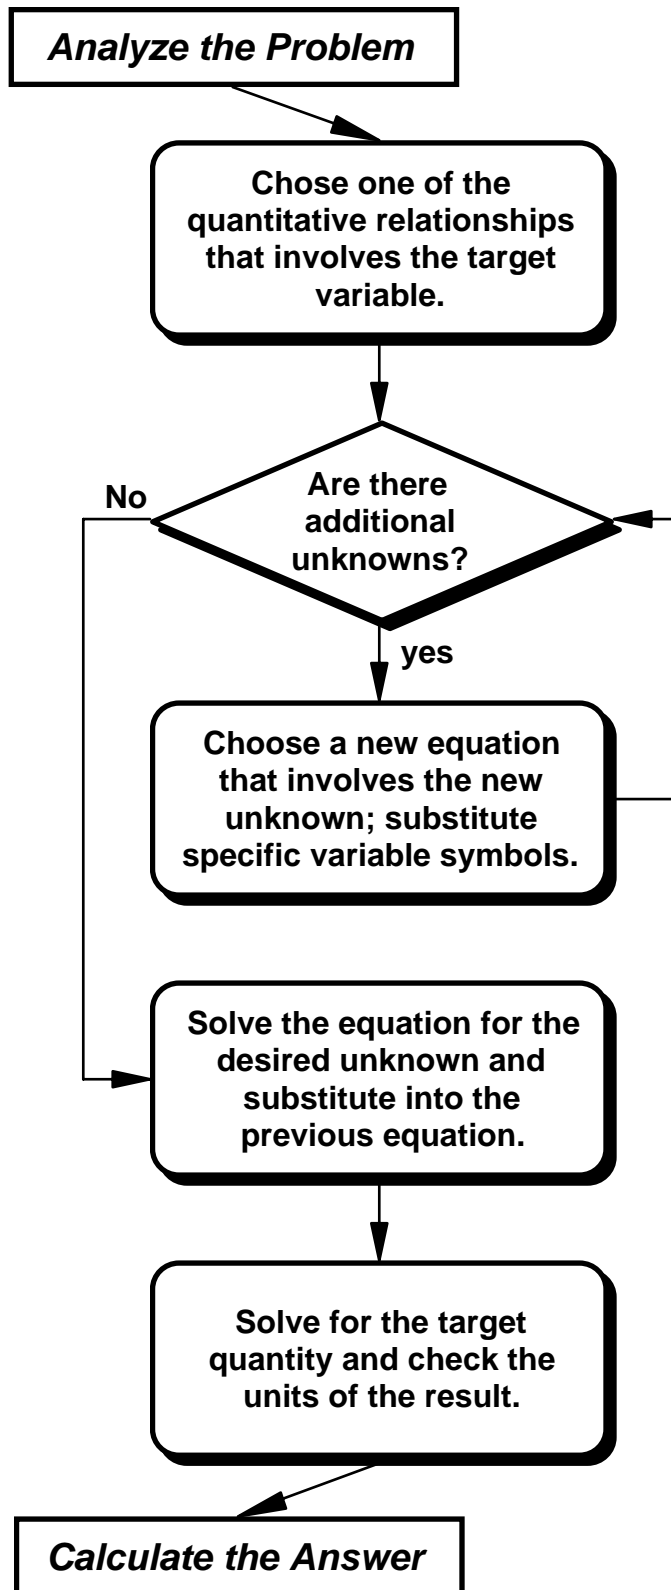 Analyze the Problem
Chose one of the
quantitative relationships
that involves the target
variable.
Are there
additional
unknowns?
No
yes
Choose a new equation
that involves the new
unknown; substitute
specific variable symbols.
Solve the equation for the
desired unknown and
substitute into the
previous equation.
Solve for the target
quantity and check the
units of the result.
Calculate the Answer